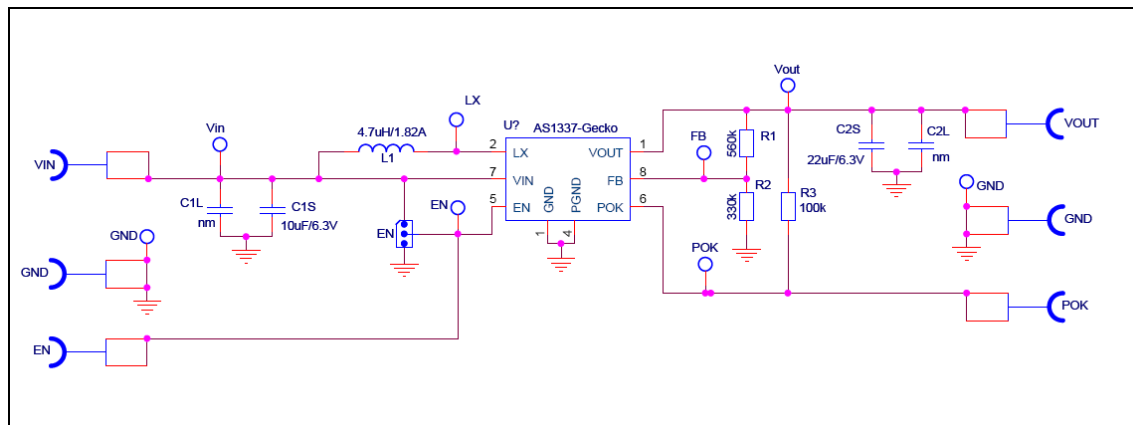 Vout
LX
U?
AS1337-Gecko
Vin
4.7uH/1.82A
L1
2
LX
VOUT
1
FB
560k
R1
C2S
C2L
VOUT
VIN
7
VIN
FB
8
22uF/6.3V
nm
EN
5
EN
POK
6
330k
R2
R3
100k
GND
C1L
C1S
nm
10uF/6.3V
EN
GND
PGND
GND
GND
1
4
POK
GND
POK
EN